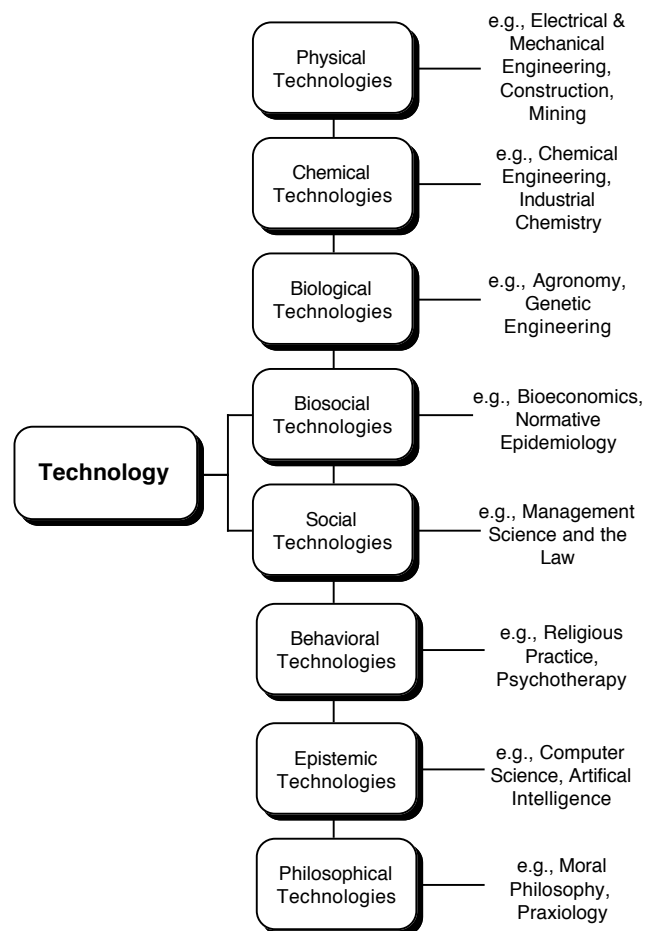 Physical
Technologies
e.g., Electrical &
Mechanical
Engineering,
Construction,
Mining
Chemical
Technologies
e.g., Chemical
Engineering,
Industrial
Chemistry
Biological
Technologies
e.g., Agronomy,
Genetic
Engineering
Biosocial
Technologies
e.g., Bioeconomics,
Normative
Epidemiology
Technology
Social
Technologies
e.g., Management
Science and the
Law
Behavioral
Technologies
e.g., Religious
Practice,
Psychotherapy
Epistemic
Technologies
e.g., Computer
Science, Artifical
Intelligence
Philosophical
Technologies
e.g., Moral
Philosophy,
Praxiology